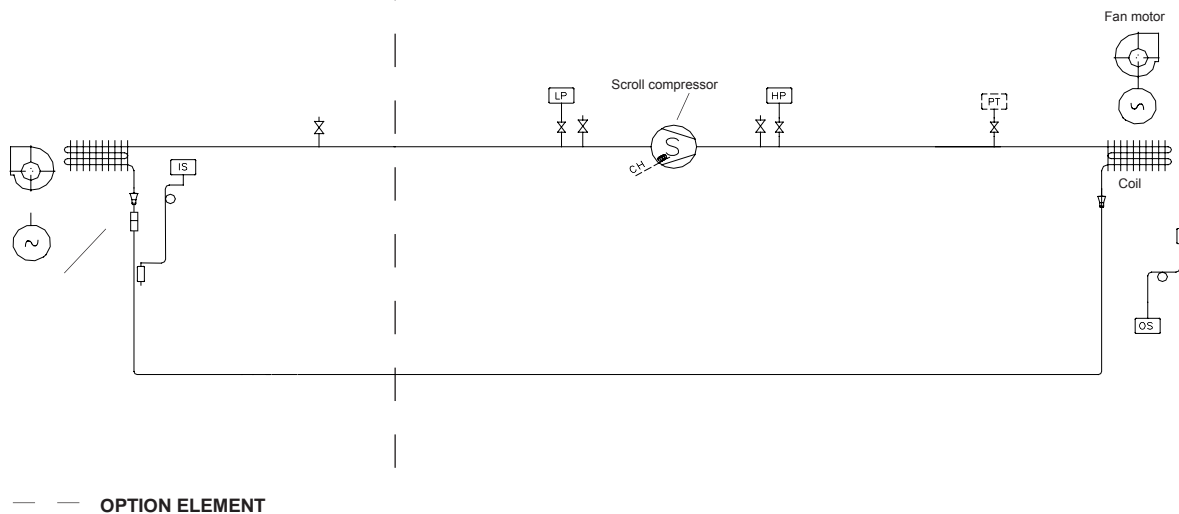 Fan motor
Scroll compressor
LP
HP
PT
S
CH
IS
Coil
OS
OPTION ELEMENT